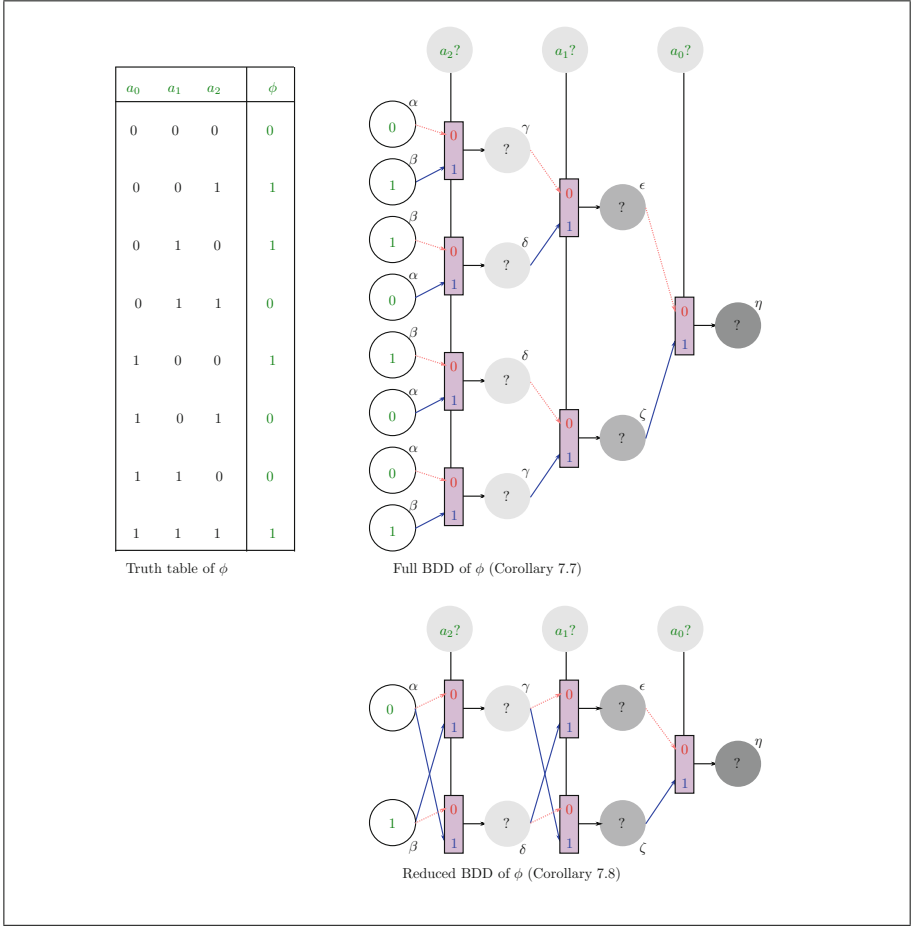 a₂? a₁? a₀?
a₀ a₁ a₂ ϕ
0 0 0 0
0 0 1 1
0 1 0 1
0 1 1 0
1 0 0 1
1 0 1 0
1 1 0 0
1 1 1 1
Truth table of ϕ
α
0 0 γ
β ?
1 1 0 ϵ
β ?
1 0 δ 1
α ?
0 1 0 η
β ?
1 0 δ 1
α ?
0 1 0 ζ
α ?
0 0 γ 1
β ?
1 1
Full BDD of ϕ (Corollary 7.7)
a₂? a₁? a₀?
α γ ϵ
0 0 ? 0 ?
1 1 0 η
?
1 0 ? 0 ? 1
β 1 δ 1 ζ
Reduced BDD of ϕ (Corollary 7.8)